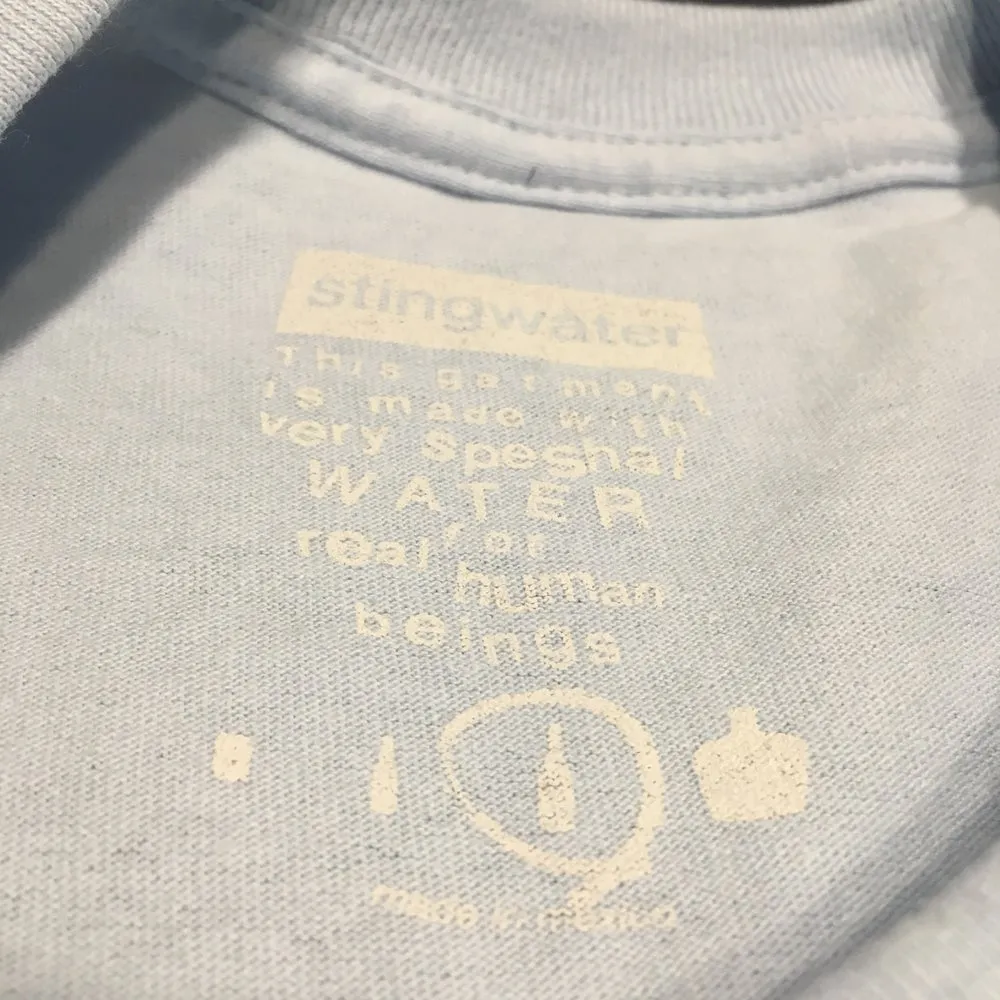 stingwater
This garment
is made with
very Speshal
WATER
for
real human
beings
made in mexico